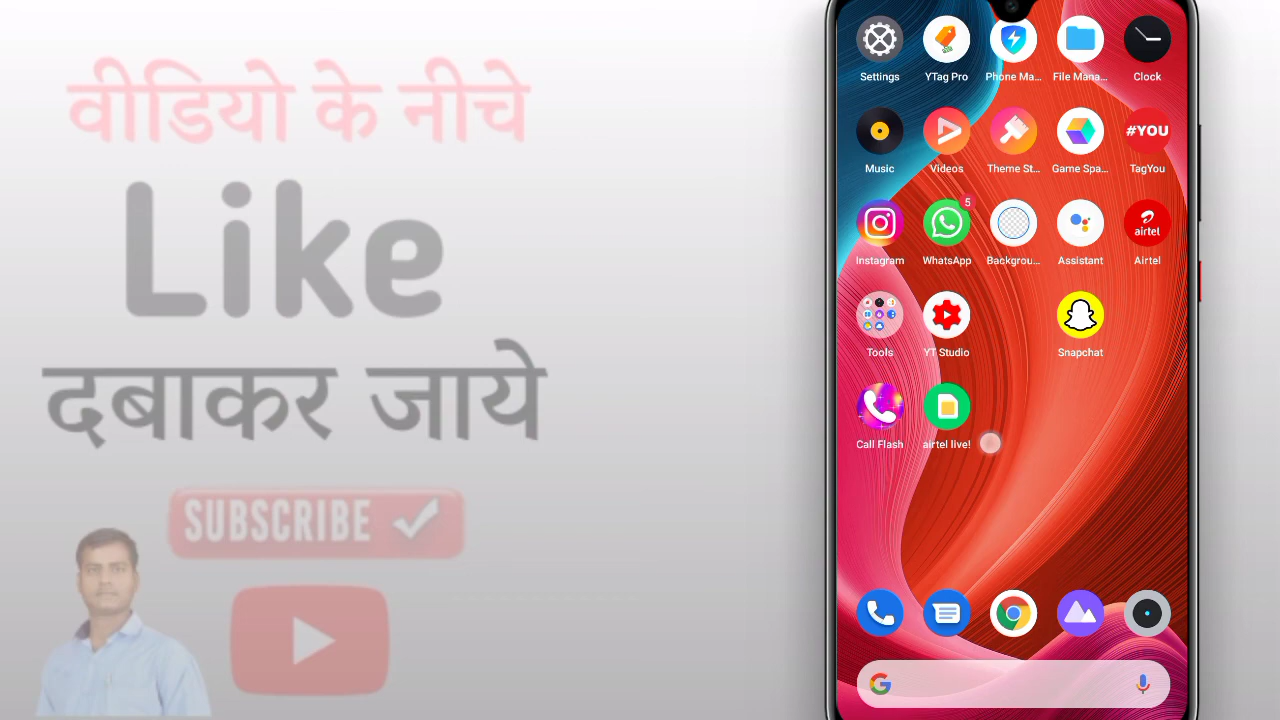 वीडियो के नीचे
Like
दबाकर जाये
SUBSCRIBE
Settings
YTag Pro
Phone Ma...
File Mana...
Clock
#YOU
Music
Videos
Theme St...
Game Spa...
TagYou
5
airtel
Instagram
WhatsApp
Backgrou...
Assistant
Airtel
Tools
YT Studio
Snapchat
Call Flash
airtel live!